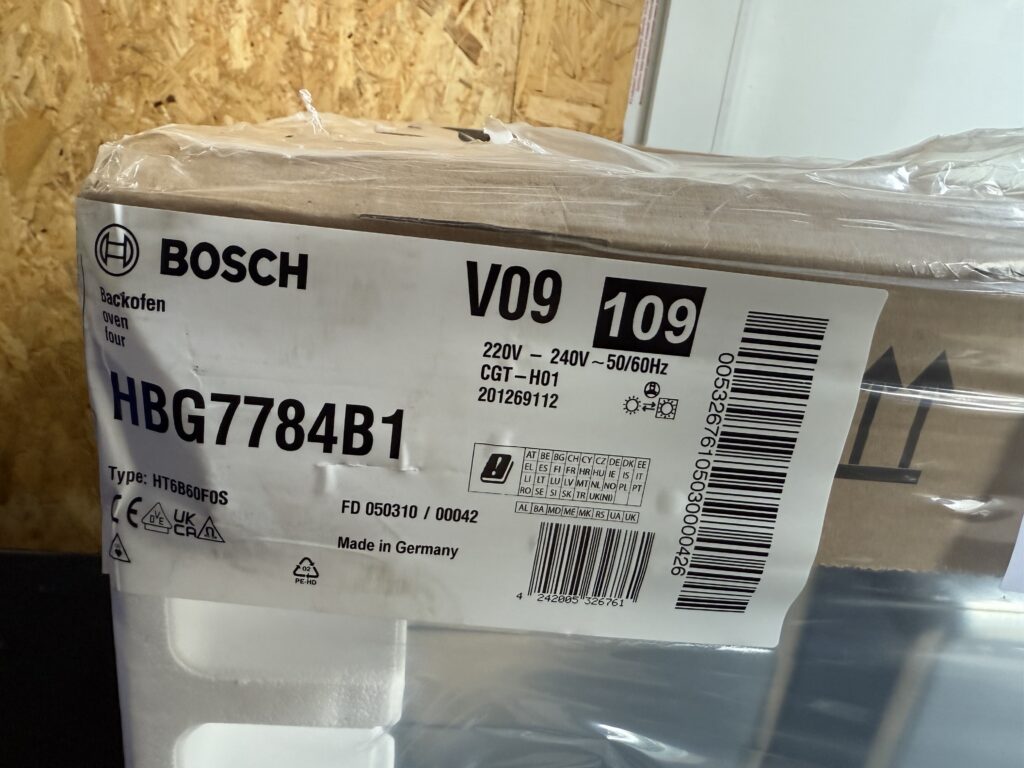 BOSCH
Backofen
oven
four
HBG7784B1
Type: HT6B60F0S
FD 050310 / 00042
Made in Germany
02
PE-HD
V09 109
220V – 240V ~ 50/60Hz
CGT-H01
201269112
AT BE BG CH CY CZ DE DK EE
EL ES FI FR HR HU IE IS IT
LI LT LU LV MT NL NO PL PT
RO SE SI SK TR UK(NI)
AL BA MD ME MK RS UA UK
4 242005 326761
005326761050300000426